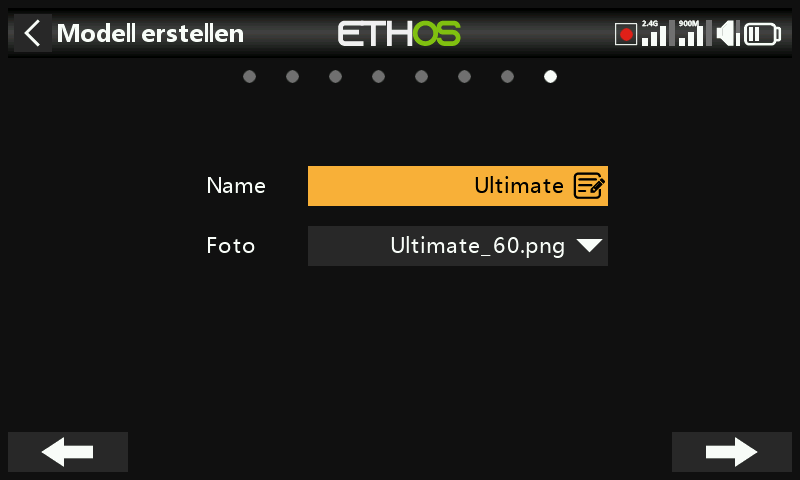 Modell erstellen
ETHOS
2.4G
900M
Name
Ultimate
Foto
Ultimate_60.png